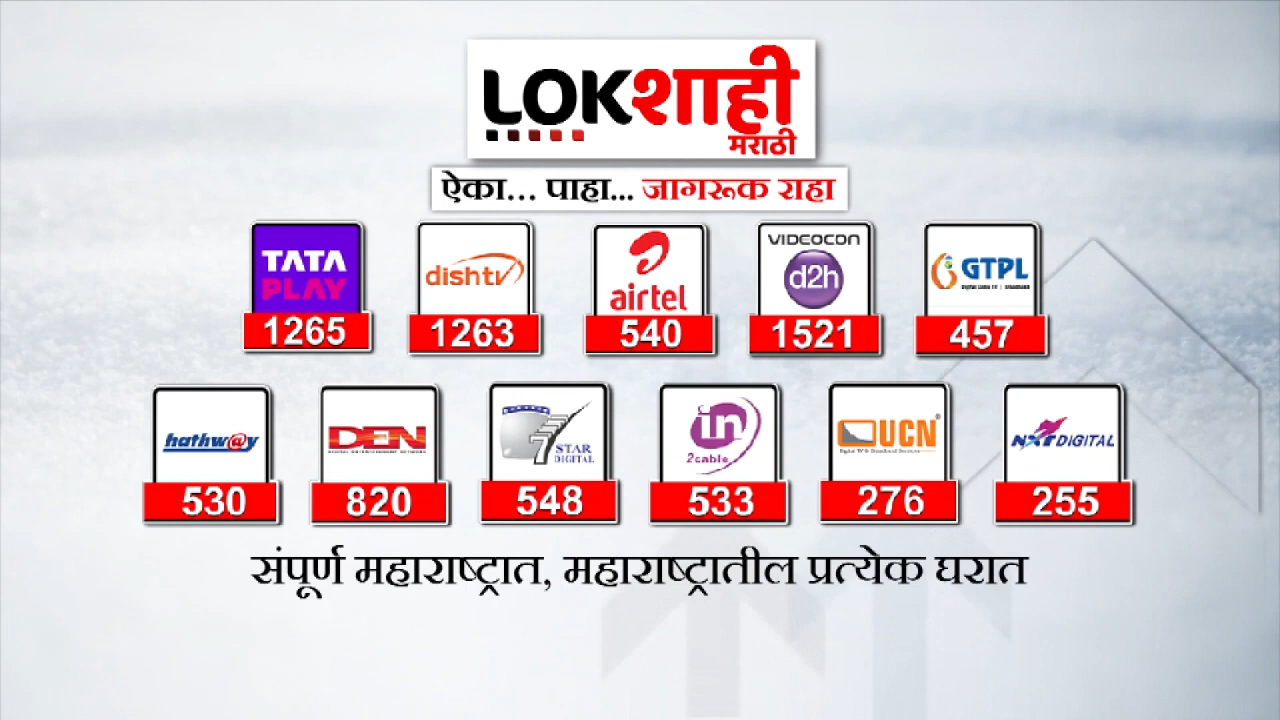 LOKशाही
मराठी
ऐका... पाहा... जागरूक राहा
TATA PLAY
1265
dishtv
1263
airtel
540
VIDEOCON d2h
1521
GTPL
457
hathw@y
530
DEN
820
7 STAR DIGITAL
548
in 2cable
533
UCN
276
NXT DIGITAL
255
संपूर्ण महाराष्ट्रात, महाराष्ट्रातील प्रत्येक घरात